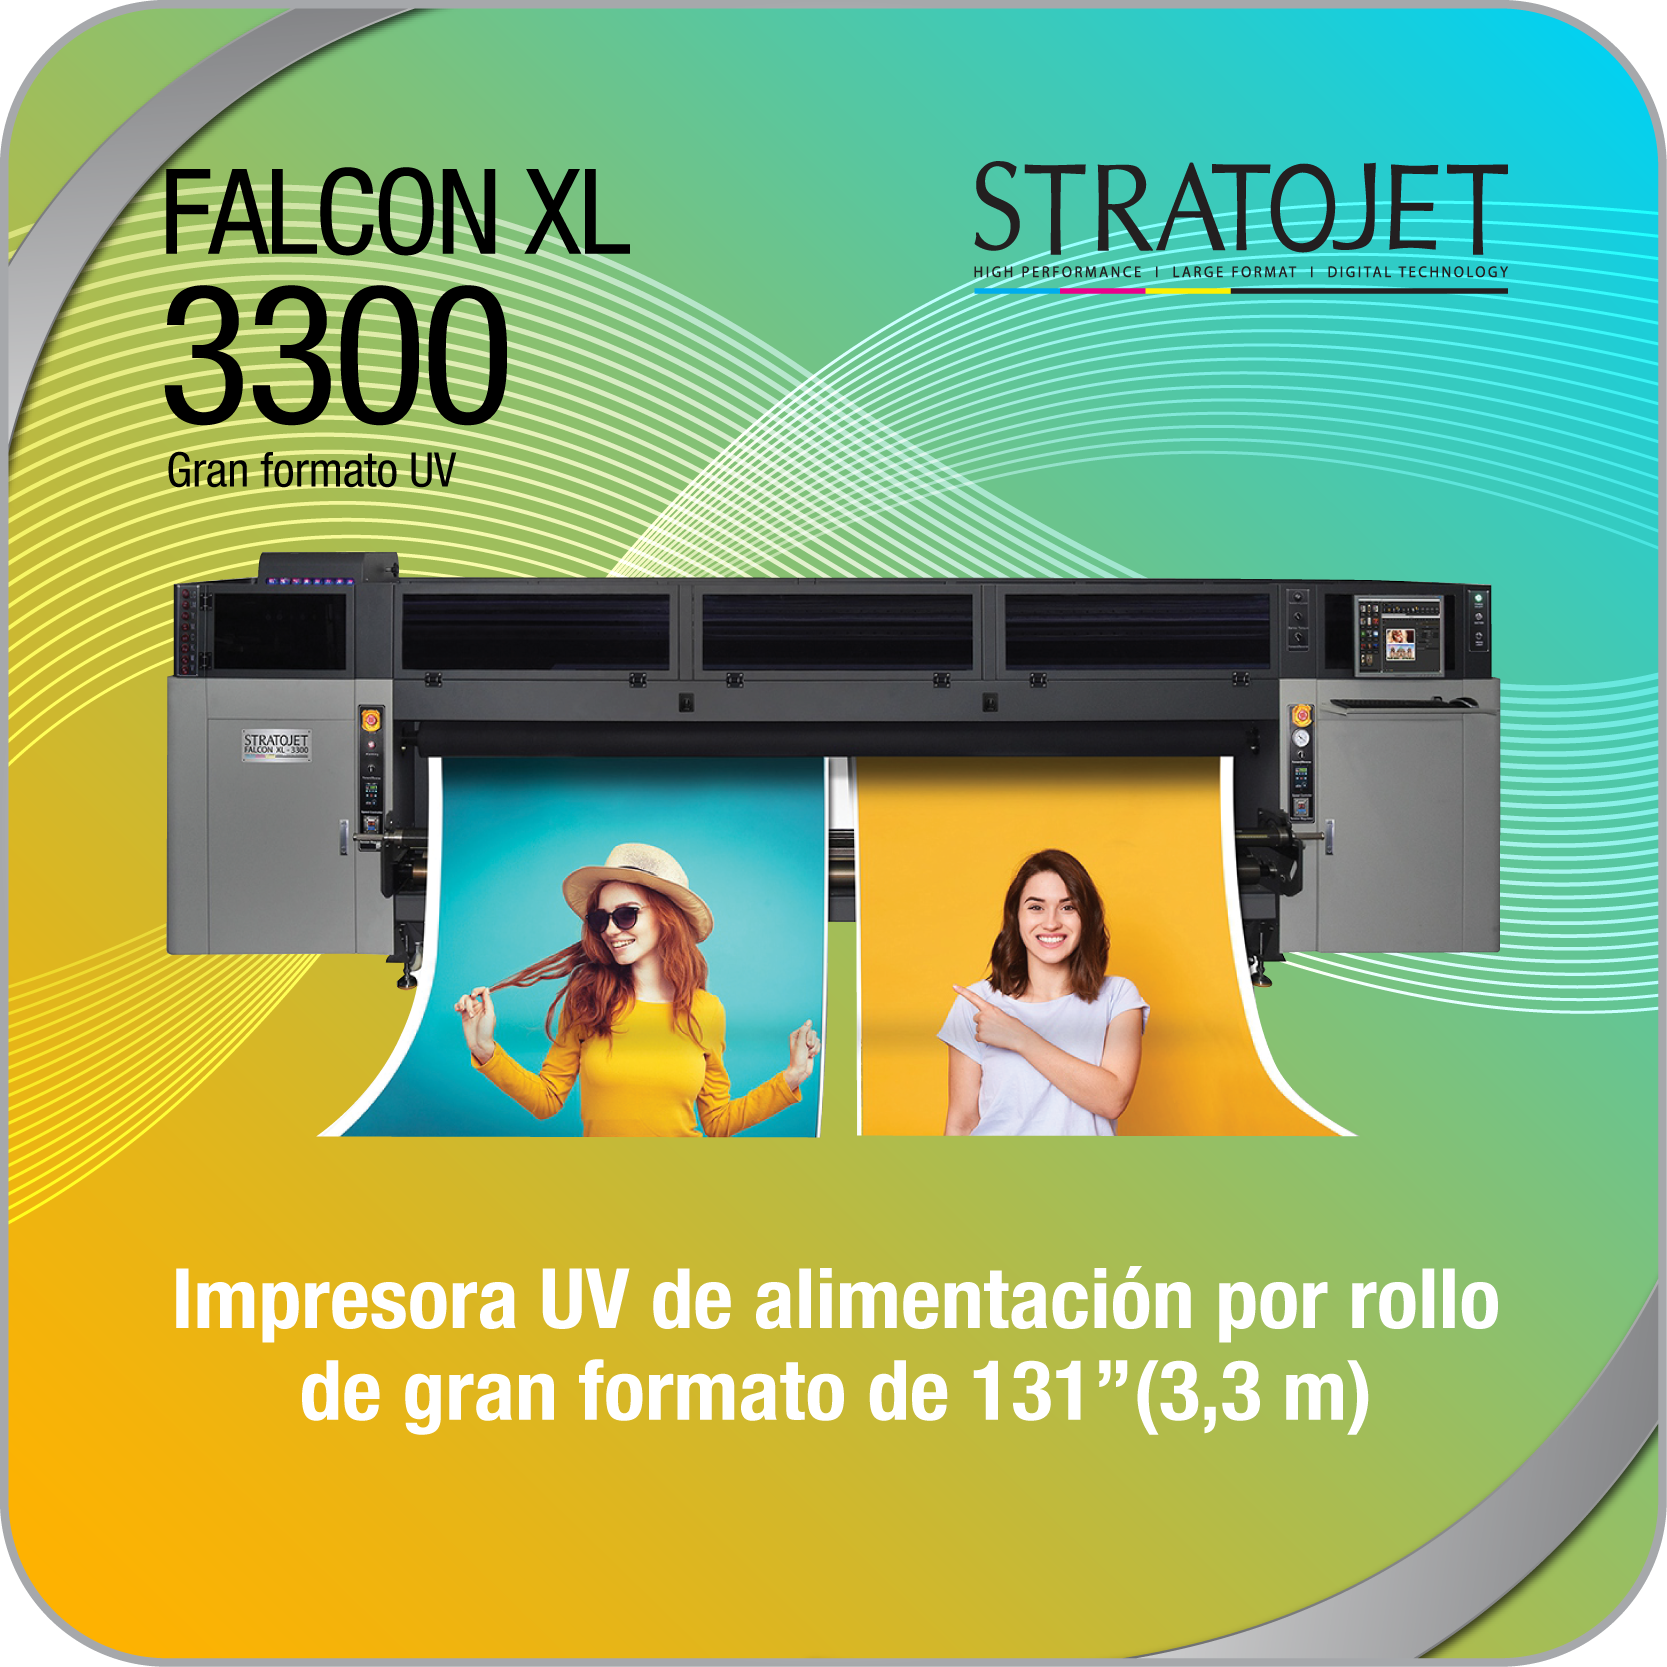 FALCON XL
3300
Gran formato UV
STRATOJET
HIGH PERFORMANCE | LARGE FORMAT | DIGITAL TECHNOLOGY
STRATOJET
FALCON XL - 3300
Impresora UV de alimentación por rollo
de gran formato de 131”(3,3 m)